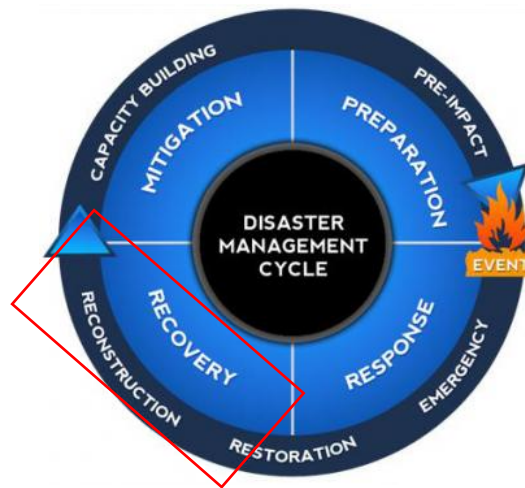 CAPACITY BUILDING
PRE-IMPACT
MITIGATION
PREPARATION
DISASTER
MANAGEMENT
CYCLE
EVENT
RECOVERY
RESPONSE
RECONSTRUCTION
EMERGENCY
RESTORATION